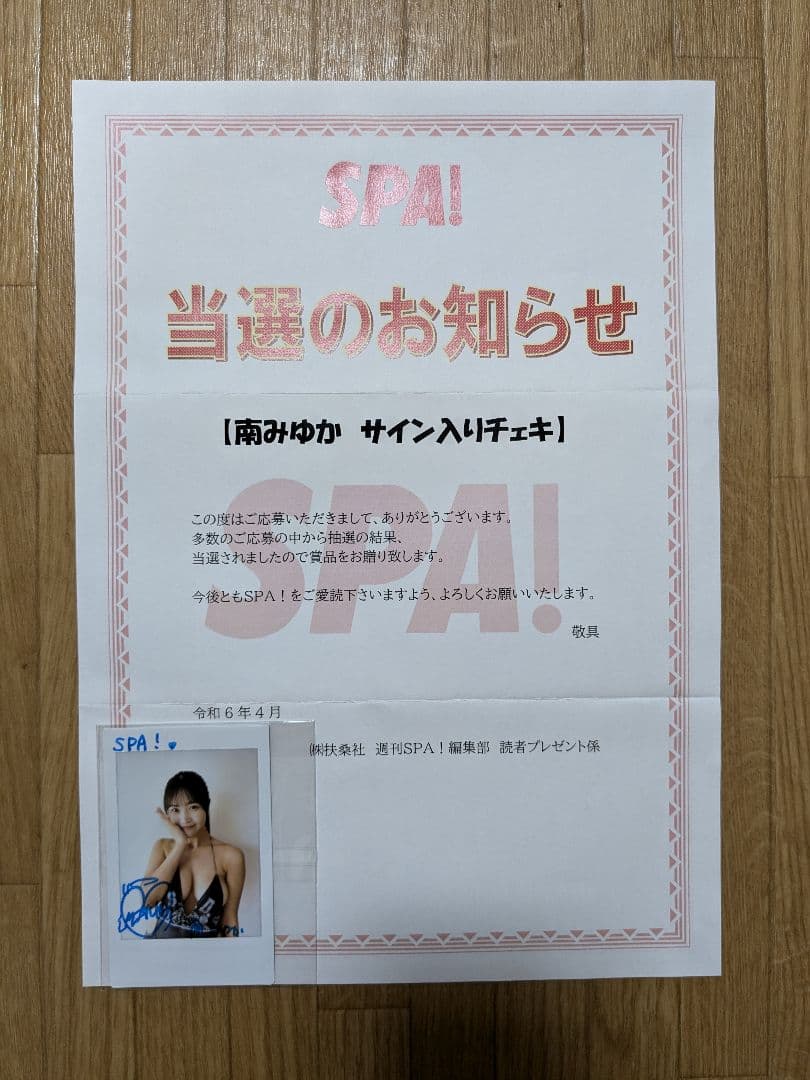 SPA!
当選のお知らせ
【南みゆか サイン入りチェキ】
SPA!
この度はご応募いただきまして、ありがとうございます。
多数のご応募の中から抽選の結果、
当選されましたので賞品をお贈り致します。
今後ともSPA！をご愛読下さいますよう、よろしくお願いいたします。
敬具
令和６年４月
㈱扶桑社 週刊SPA！編集部 読者プレゼント係
SPA!